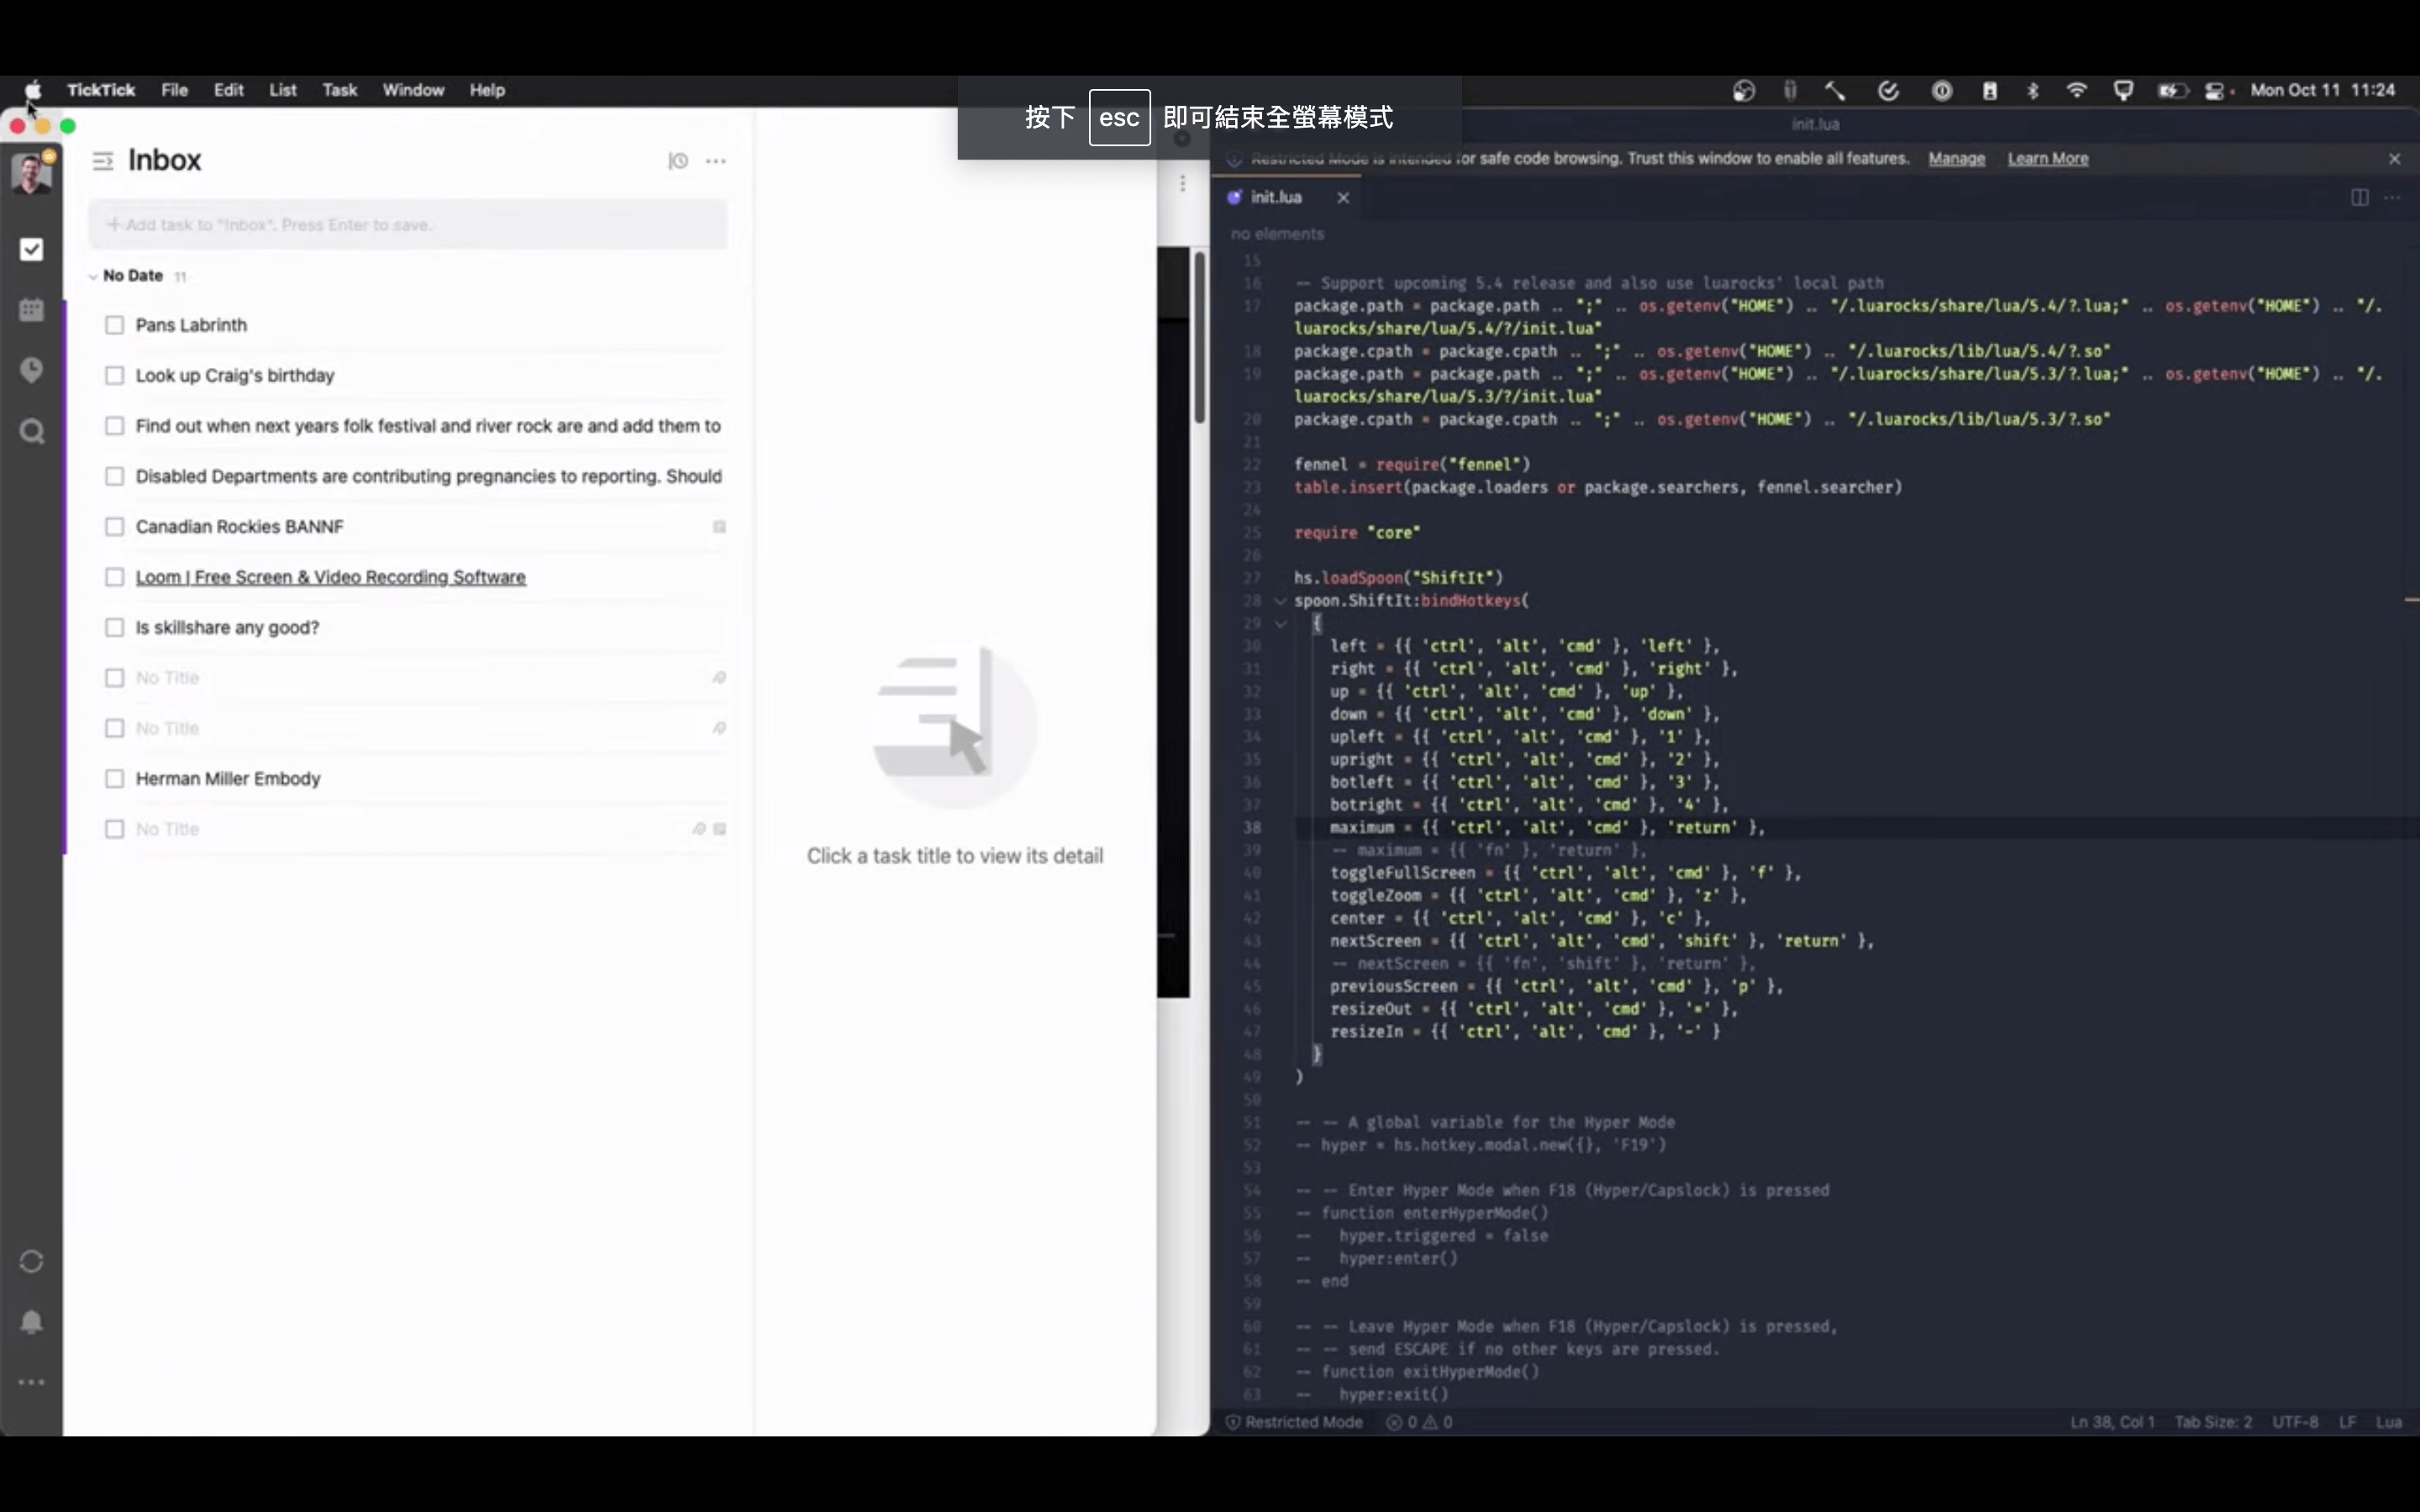 TickTick File Edit List Task Window Help
Mon Oct 11 11:24
按下 esc 即可結束全螢幕模式
Inbox
+ Add task to "Inbox". Press Enter to save.
No Date 11
Pans Labrinth
Look up Craig's birthday
Find out when next years folk festival and river rock are and add them to
Disabled Departments are contributing pregnancies to reporting. Should
Canadian Rockies BANNF
Loom | Free Screen & Video Recording Software
Is skillshare any good?
No Title
No Title
Herman Miller Embody
No Title
Click a task title to view its detail
init.lua
Restricted Mode is intended for safe code browsing. Trust this window to enable all features. Manage Learn More
init.lua
no elements
15
16 -- Support upcoming 5.4 release and also use luarocks' local path
17 package.path = package.path .. ";" .. os.getenv("HOME") .. "/.luarocks/share/lua/5.4/?.lua;" .. os.getenv("HOME") .. "/.
luarocks/share/lua/5.4/?/init.lua"
18 package.cpath = package.cpath .. ";" .. os.getenv("HOME") .. "/.luarocks/lib/lua/5.4/?.so"
19 package.path = package.path .. ";" .. os.getenv("HOME") .. "/.luarocks/share/lua/5.3/?.lua;" .. os.getenv("HOME") .. "/.
luarocks/share/lua/5.3/?/init.lua"
20 package.cpath = package.cpath .. ";" .. os.getenv("HOME") .. "/.luarocks/lib/lua/5.3/?.so"
21
22 fennel = require("fennel")
23 table.insert(package.loaders or package.searchers, fennel.searcher)
24
25 require "core"
26
27 hs.loadSpoon("ShiftIt")
28 spoon.ShiftIt:bindHotkeys(
29 {
30 left = {{ 'ctrl', 'alt', 'cmd' }, 'left' },
31 right = {{ 'ctrl', 'alt', 'cmd' }, 'right' },
32 up = {{ 'ctrl', 'alt', 'cmd' }, 'up' },
33 down = {{ 'ctrl', 'alt', 'cmd' }, 'down' },
34 upleft = {{ 'ctrl', 'alt', 'cmd' }, '1' },
35 upright = {{ 'ctrl', 'alt', 'cmd' }, '2' },
36 botleft = {{ 'ctrl', 'alt', 'cmd' }, '3' },
37 botright = {{ 'ctrl', 'alt', 'cmd' }, '4' },
38 maximum = {{ 'ctrl', 'alt', 'cmd' }, 'return' },
39 -- maximum = {{ 'fn' }, 'return' },
40 toggleFullScreen = {{ 'ctrl', 'alt', 'cmd' }, 'f' },
41 toggleZoom = {{ 'ctrl', 'alt', 'cmd' }, 'z' },
42 center = {{ 'ctrl', 'alt', 'cmd' }, 'c' },
43 nextScreen = {{ 'ctrl', 'alt', 'cmd', 'shift' }, 'return' },
44 -- nextScreen = {{ 'fn', 'shift' }, 'return' },
45 previousScreen = {{ 'ctrl', 'alt', 'cmd' }, 'p' },
46 resizeOut = {{ 'ctrl', 'alt', 'cmd' }, '=' },
47 resizeIn = {{ 'ctrl', 'alt', 'cmd' }, '-' }
48 }
49 )
50
51 -- -- A global variable for the Hyper Mode
52 -- hyper = hs.hotkey.modal.new({}, 'F19')
53
54 -- -- Enter Hyper Mode when F18 (Hyper/Capslock) is pressed
55 -- function enterHyperMode()
56 -- hyper.triggered = false
57 -- hyper:enter()
58 -- end
59
60 -- -- Leave Hyper Mode when F18 (Hyper/Capslock) is pressed,
61 -- -- send ESCAPE if no other keys are pressed.
62 -- function exitHyperMode()
63 -- hyper:exit()
Restricted Mode 0 0 Ln 38, Col 1 Tab Size: 2 UTF-8 LF Lua